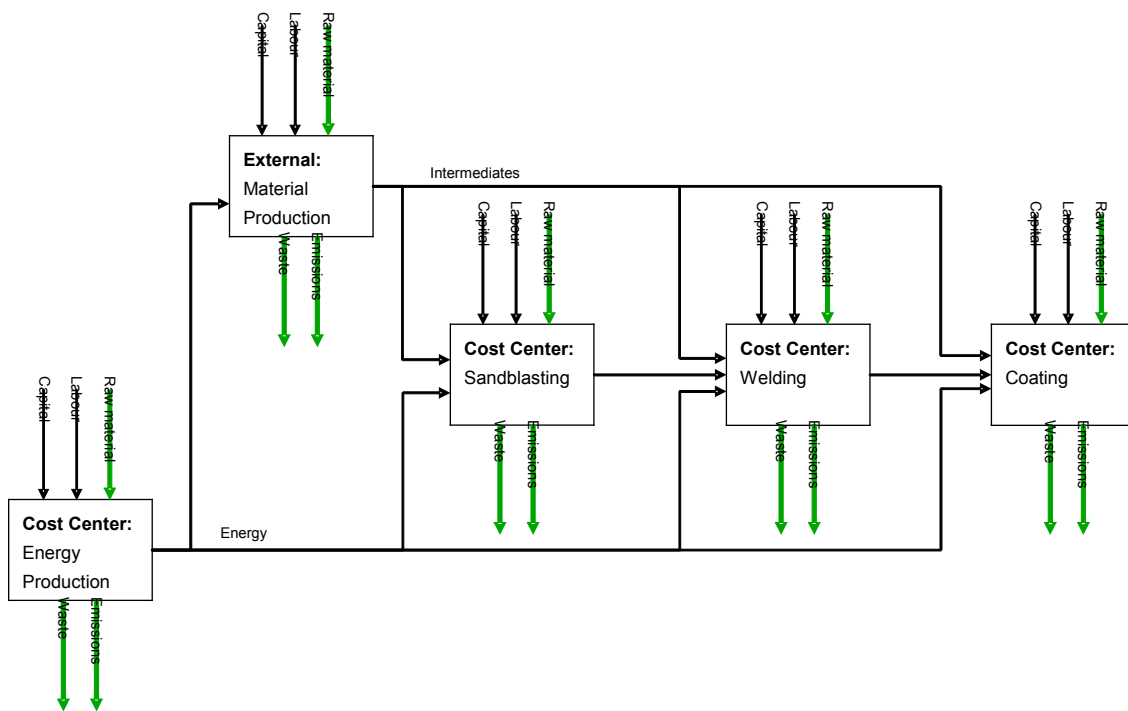 Capital
Labour
Raw material
External:
Material
Production
Waste
Emissions
Intermediates
Capital
Labour
Raw material
Cost Center:
Sandblasting
Waste
Emissions
Capital
Labour
Raw material
Cost Center:
Welding
Waste
Emissions
Capital
Labour
Raw material
Cost Center:
Coating
Waste
Emissions
Capital
Labour
Raw material
Cost Center:
Energy
Production
Waste
Emissions
Energy